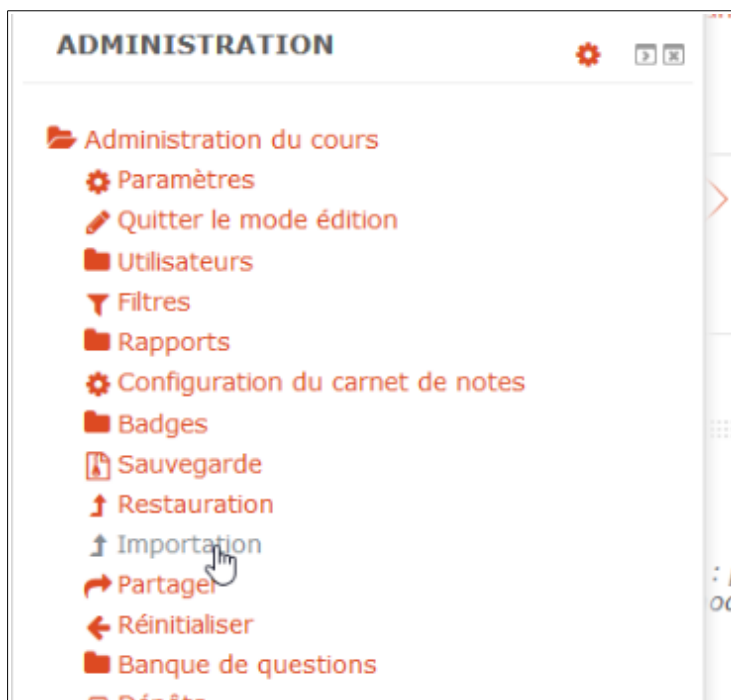 ADMINISTRATION
Administration du cours
Paramètres
Quitter le mode édition
Utilisateurs
Filtres
Rapports
Configuration du carnet de notes
Badges
Sauvegarde
Restauration
Importation
Partager
Réinitialiser
Banque de questions